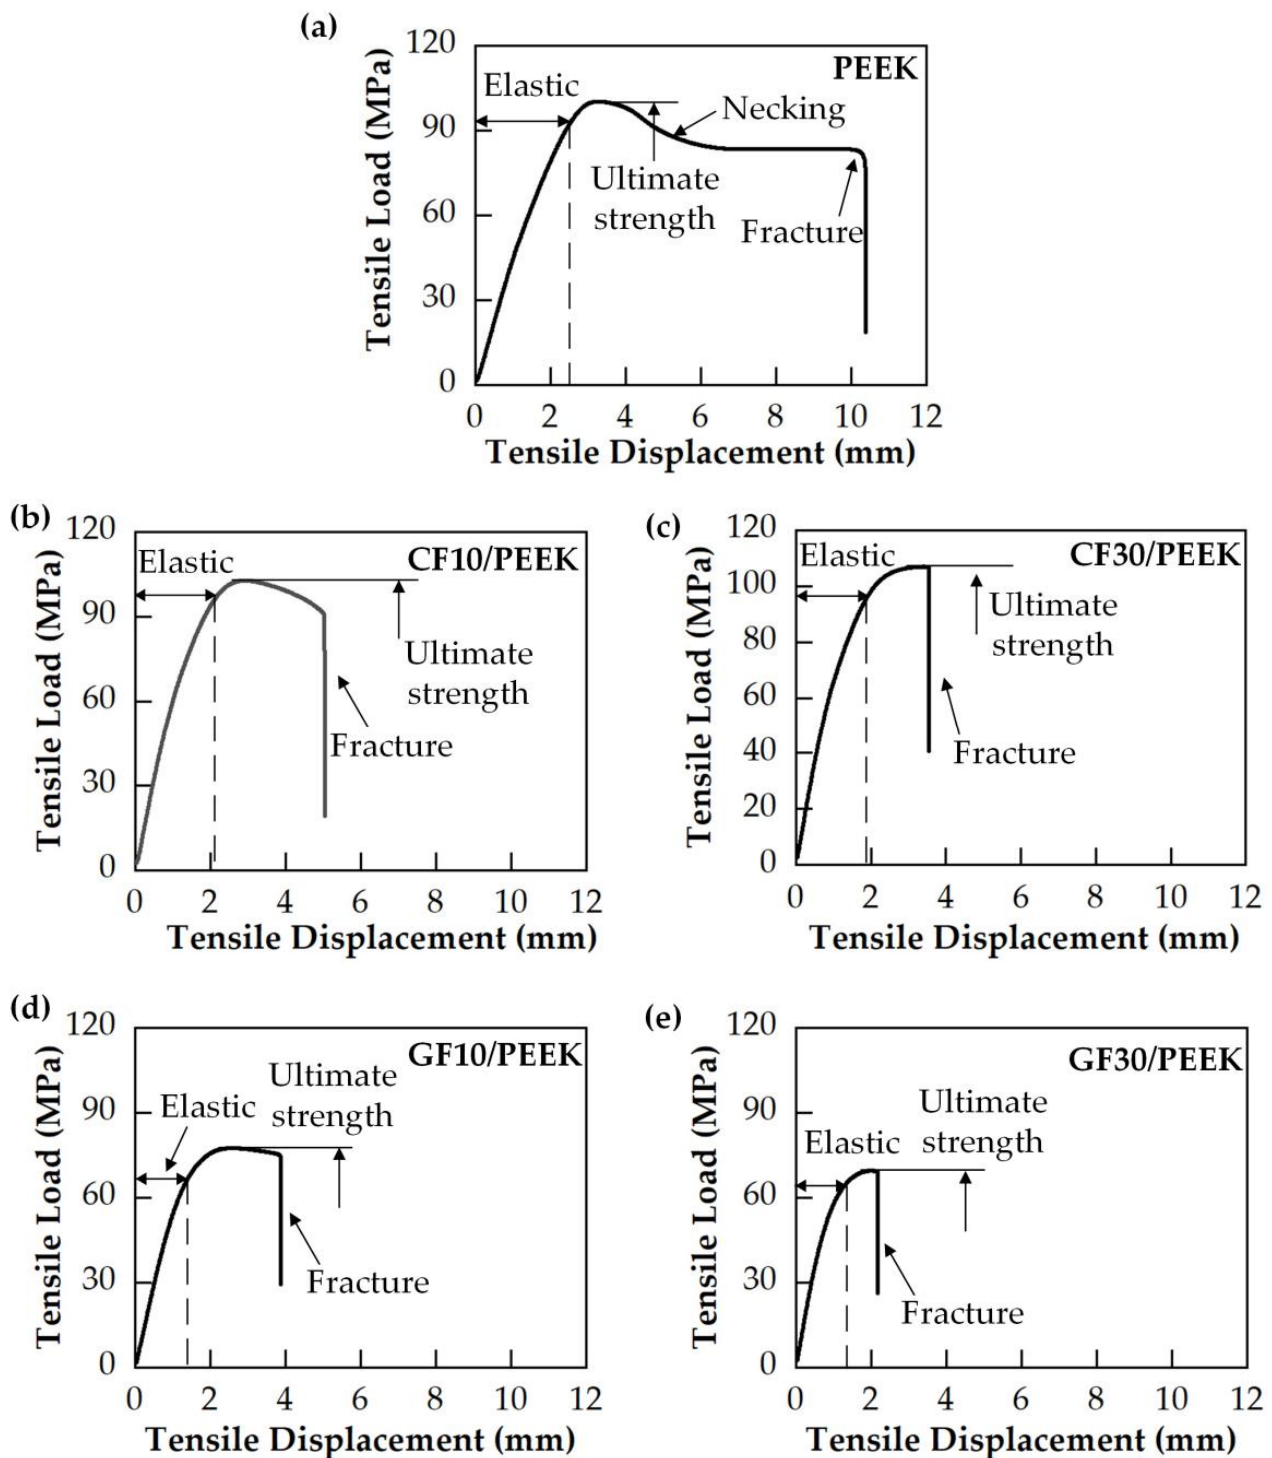 (a)
120
90
60
30
0
Tensile Load (MPa)
PEEK
Elastic
Necking
Ultimate
strength
Fracture
0 2 4 6 8 10 12
Tensile Displacement (mm)
(b)
120
90
60
30
0
Tensile Load (MPa)
CF10/PEEK
Elastic
Ultimate
strength
Fracture
0 2 4 6 8 10 12
Tensile Displacement (mm)
(c)
120
100
80
60
40
20
0
Tensile Load (MPa)
CF30/PEEK
Elastic
Ultimate
strength
Fracture
0 2 4 6 8 10 12
Tensile Displacement (mm)
(d)
120
90
60
30
0
Tensile Load (MPa)
GF10/PEEK
Ultimate
strength
Elastic
Fracture
0 2 4 6 8 10 12
Tensile Displacement (mm)
(e)
120
90
60
30
0
Tensile Load (MPa)
GF30/PEEK
Ultimate
strength
Elastic
Fracture
0 2 4 6 8 10 12
Tensile Displacement (mm)